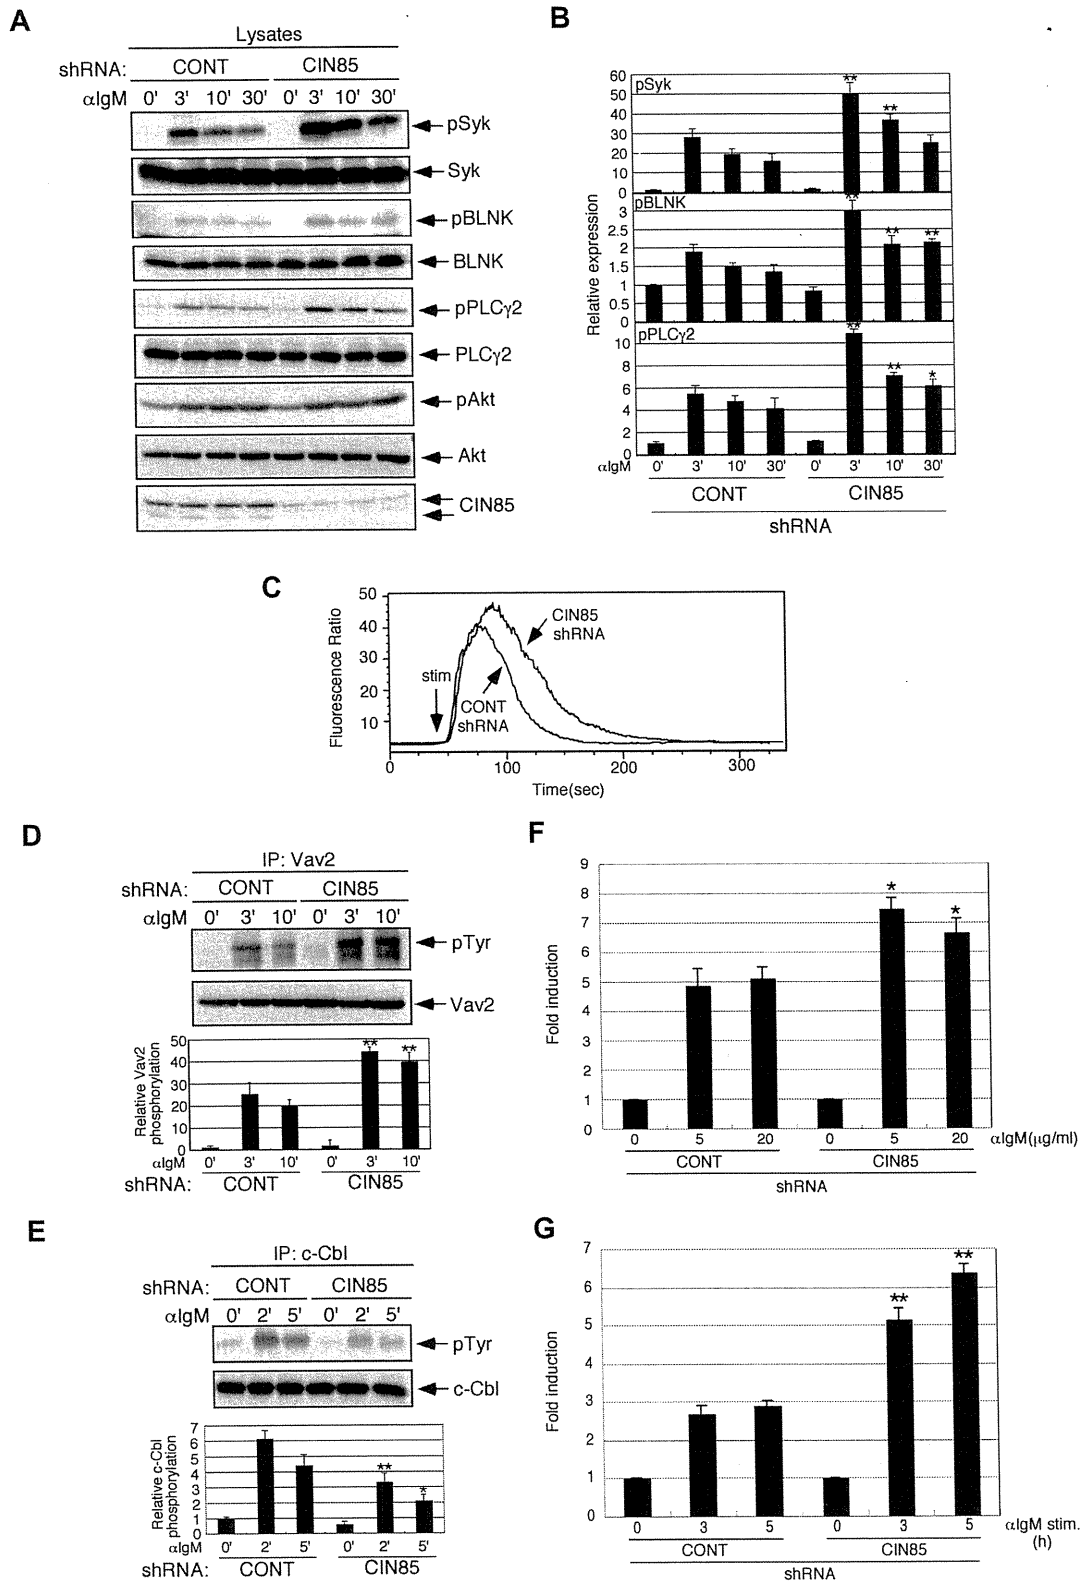 A
Lysates
shRNA: CONT CIN85
αIgM 0' 3' 10' 30' 0' 3' 10' 30'
pSyk
Syk
pBLNK
BLNK
pPLCγ2
PLCγ2
pAkt
Akt
CIN85
B
Relative expression
60
50
40
30
20
10
0
pSyk
** **
pBLNK
3
2
1.5
1
0.5
0
** ** **
pPLCγ2
10
8
6
4
2
0
** ** *
αIgM 0' 3' 10' 30' 0' 3' 10' 30'
CONT CIN85
shRNA
C
Fluorescence Ratio
50
40
30
20
10
stim
CIN85
shRNA
CONT
shRNA
0 100 200 300
Time(sec)
D
IP: Vav2
shRNA: CONT CIN85
αIgM 0' 3' 10' 0' 3' 10'
pTyr
Vav2
Relative Vav2
phosphorylation
50
40
30
20
10
0
** **
αIgM 0' 3' 10' 0' 3' 10'
shRNA: CONT CIN85
E
IP: c-Cbl
shRNA: CONT CIN85
αIgM 0' 2' 5' 0' 2' 5'
pTyr
c-Cbl
Relative c-Cbl
phosphorylation
7
6
5
4
3
2
1
0
** *
αIgM 0' 2' 5' 0' 2' 5'
shRNA: CONT CIN85
F
Fold induction
9
8
7
6
5
4
3
2
1
0
* *
0 5 20 0 5 20 αIgM(μg/ml)
CONT CIN85
shRNA
G
Fold induction
7
6
5
4
3
2
1
0
** **
0 3 5 0 3 5 αIgM stim.
(h)
CONT CIN85
shRNA